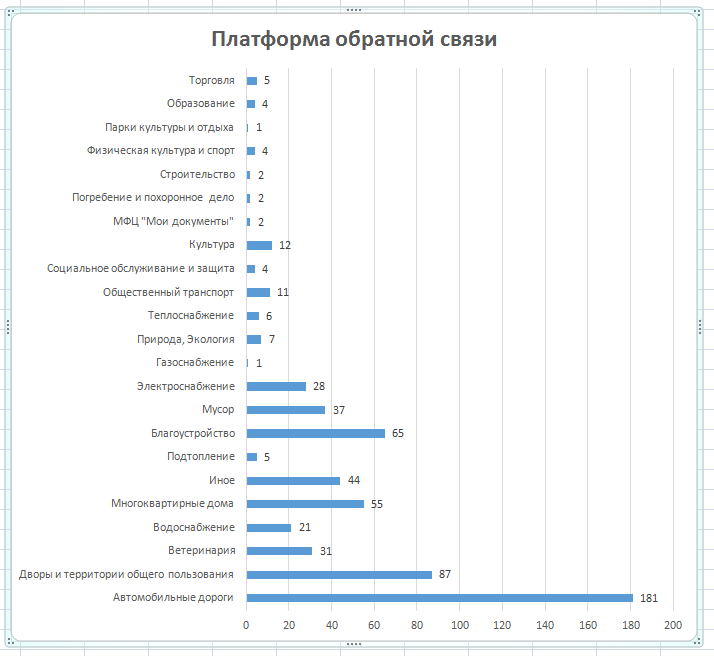 Платформа обратной связи
Торговля 5
Образование 4
Парки культуры и отдыха 1
Физическая культура и спорт 4
Строительство 2
Погребение и похоронное дело 2
МФЦ "Мои документы" 2
Культура 12
Социальное обслуживание и защита 4
Общественный транспорт 11
Теплоснабжение 6
Природа, Экология 7
Газоснабжение 1
Электроснабжение 28
Мусор 37
Благоустройство 65
Подтопление 5
Иное 44
Многоквартирные дома 55
Водоснабжение 21
Ветеринария 31
Дворы и территории общего пользования 87
Автомобильные дороги 181
0 20 40 60 80 100 120 140 160 180 200